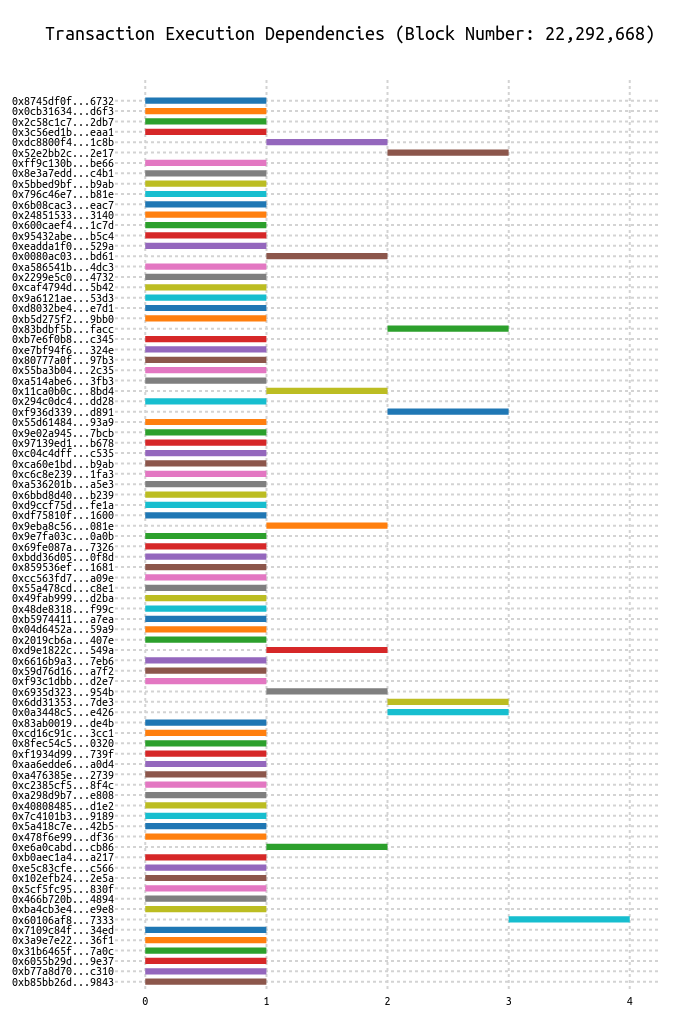 Transaction Execution Dependencies (Block Number: 22,292,668)
0x8745df0f...6732
0x0cb31634...d6f3
0x2c58c1c7...2db7
0x3c56ed1b...eaa1
0xdc8800f4...1c8b
0x52e2bb2c...2e17
0xff9c130b...be66
0x8e3a7edd...c4b1
0x5bbed9bf...b9ab
0x796c46e7...b81e
0x6b08cac3...eac7
0x24851533...3140
0x600caef4...1c7d
0x95432abe...b5c4
0xeadda1f0...529a
0x0080ac03...bd61
0xa586541b...4dc3
0x2299e5c0...4732
0xcaf4794d...5b42
0x9a6121ae...53d3
0xd8032be4...e7d1
0xb5d275f2...9bb0
0x83bdbf5b...facc
0xb7e6f0b8...c345
0xe7bf94f6...324e
0x80777a0f...97b3
0x55ba3b04...2c35
0xa514abe6...3fb3
0x11ca0b0c...8bd4
0x294c0dc4...dd28
0xf936d339...d891
0x55d61484...93a9
0x9e02a945...7bcb
0x97139ed1...b678
0xc04c4dff...c535
0xca60e1bd...b9ab
0xc6c8e239...1fa3
0xa536201b...a5e3
0x6bbd8d40...b239
0xd9ccf75d...fe1a
0xdf75810f...1600
0x9eba8c56...081e
0x9e7fa03c...0a0b
0x69fe087a...7326
0xbdd36d05...0f8d
0x859536ef...1681
0xcc563fd7...a09e
0x55a478cd...c8e1
0x49fab999...d2ba
0x48de8318...f99c
0xb5974411...a7ea
0x04d6452a...59a9
0x2019cb6a...407e
0xd9e1822c...549a
0x6616b9a3...7eb6
0x59d76d16...a7f2
0xf93c1dbb...d2e7
0x6935d323...954b
0x6dd31353...7de3
0x0a3448c5...e426
0x83ab0019...de4b
0xcd16c91c...3cc1
0x8fec54c5...0320
0xf1934d99...739f
0xaa6edde6...a0d4
0xa476385e...2739
0xc2385cf5...8f4c
0xa298d9b7...e808
0x40808485...d1e2
0x7c4101b3...9189
0x5a418c7e...42b5
0x478f6e99...df36
0xe6a0cabd...cb86
0xb0aec1a4...a217
0xe5c83cfe...c566
0x102efb24...2e5a
0x5cf5fc95...830f
0x466b720b...4894
0xba4cb3e4...e9e8
0x60106af8...7333
0x7109c84f...34ed
0x3a9e7e22...36f1
0x31b6465f...7a0c
0x6055b29d...9e37
0xb77a8d70...c310
0xb85bb26d...9843
0 1 2 3 4